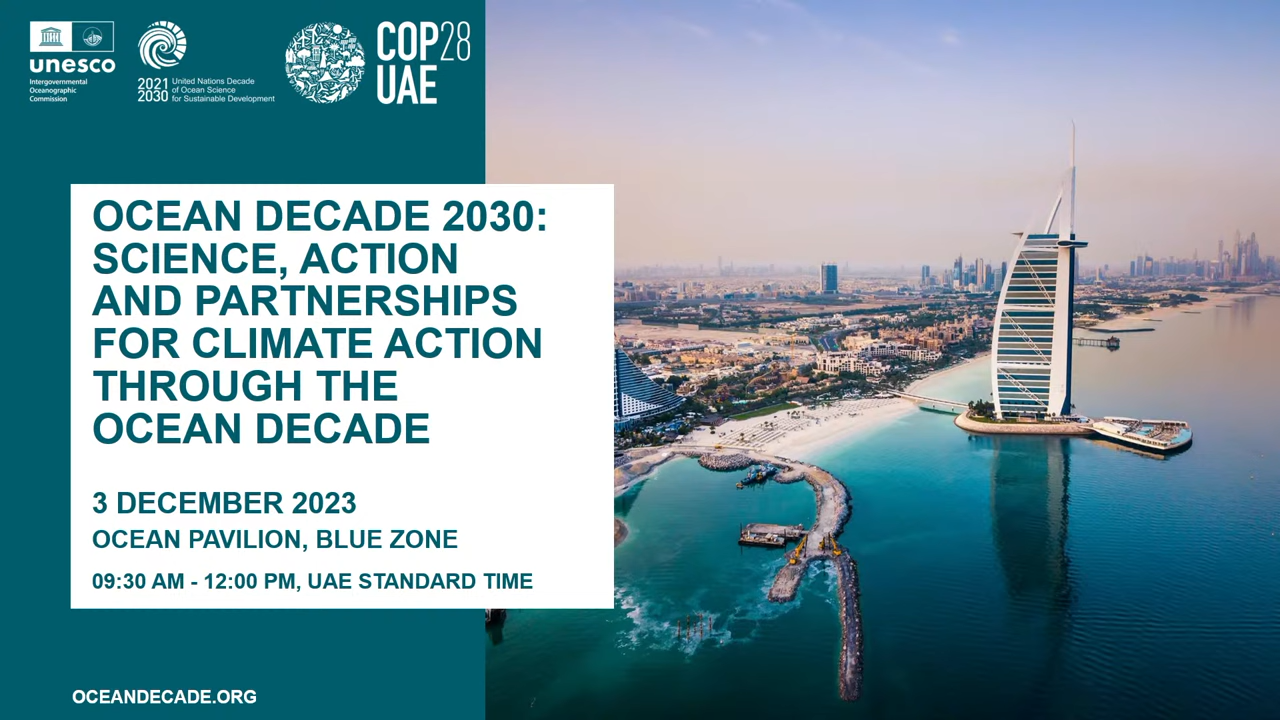 unesco
Intergovernmental
Oceanographic
Commission
2021
2030
United Nations Decade
of Ocean Science
for Sustainable Development
COP28
UAE
OCEAN DECADE 2030:
SCIENCE, ACTION
AND PARTNERSHIPS
FOR CLIMATE ACTION
THROUGH THE
OCEAN DECADE
3 DECEMBER 2023
OCEAN PAVILION, BLUE ZONE
09:30 AM - 12:00 PM, UAE STANDARD TIME
OCEANDECADE.ORG